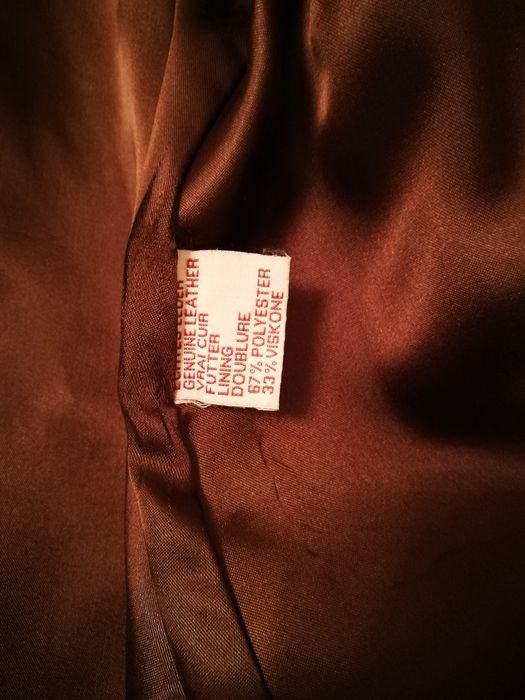 GENUINE LEATHER
VRAI CUIR
FUTTER
LINING
DOUBLURE
67% POLYESTER
33% VISKONE